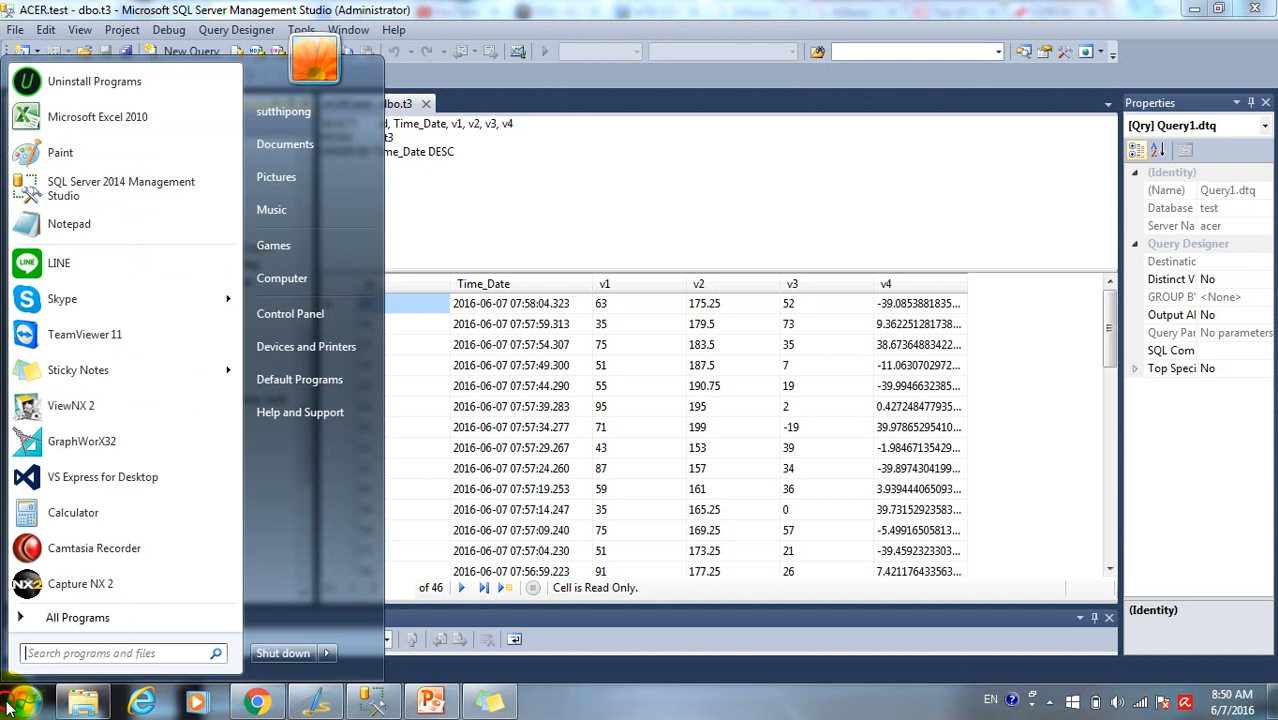 ACER.test - dbo.t3 - Microsoft SQL Server Management Studio (Administrator)
File Edit View Project Debug Query Designer Tools Window Help
New Query
Uninstall Programs
Microsoft Excel 2010
Paint
SQL Server 2014 Management
Studio
Notepad
LINE
Skype
TeamViewer 11
Sticky Notes
ViewNX 2
GraphWorX32
VS Express for Desktop
Calculator
Camtasia Recorder
Capture NX 2
All Programs
Search programs and files
sutthipong
Documents
Pictures
Music
Games
Computer
Control Panel
Devices and Printers
Default Programs
Help and Support
Shut down
dbo.t3
Time_Date, v1, v2, v3, v4
t3
me_Date DESC
Time_Date v1 v2 v3 v4
2016-06-07 07:58:04.323 63 175.25 52 -39.0853881835...
2016-06-07 07:57:59.313 35 179.5 73 9.362251281738...
2016-06-07 07:57:54.307 75 183.5 35 38.67364883422...
2016-06-07 07:57:49.300 51 187.5 7 -11.0630702972...
2016-06-07 07:57:44.290 55 190.75 19 -39.9946632385...
2016-06-07 07:57:39.283 95 195 2 0.427248477935...
2016-06-07 07:57:34.277 71 199 -19 39.97865295410...
2016-06-07 07:57:29.267 43 153 39 -1.98467135429...
2016-06-07 07:57:24.260 87 157 34 -39.8974304199...
2016-06-07 07:57:19.253 59 161 36 3.939444065093...
2016-06-07 07:57:14.247 35 165.25 0 39.73152923583...
2016-06-07 07:57:09.240 75 169.25 57 -5.49916505813...
2016-06-07 07:57:04.230 51 173.25 21 -39.4592323303...
2016-06-07 07:56:59.223 91 177.25 26 7.421176433563...
of 46 Cell is Read Only.
Properties
[Qry] Query1.dtq
(Identity)
(Name) Query1.dtq
Database test
Server Na acer
Query Designer
Destinatic
Distinct V No
GROUP B' <None>
Output Al No
Query Par No parameters
SQL Com
Top Speci No
(Identity)
EN
8:50 AM
6/7/2016